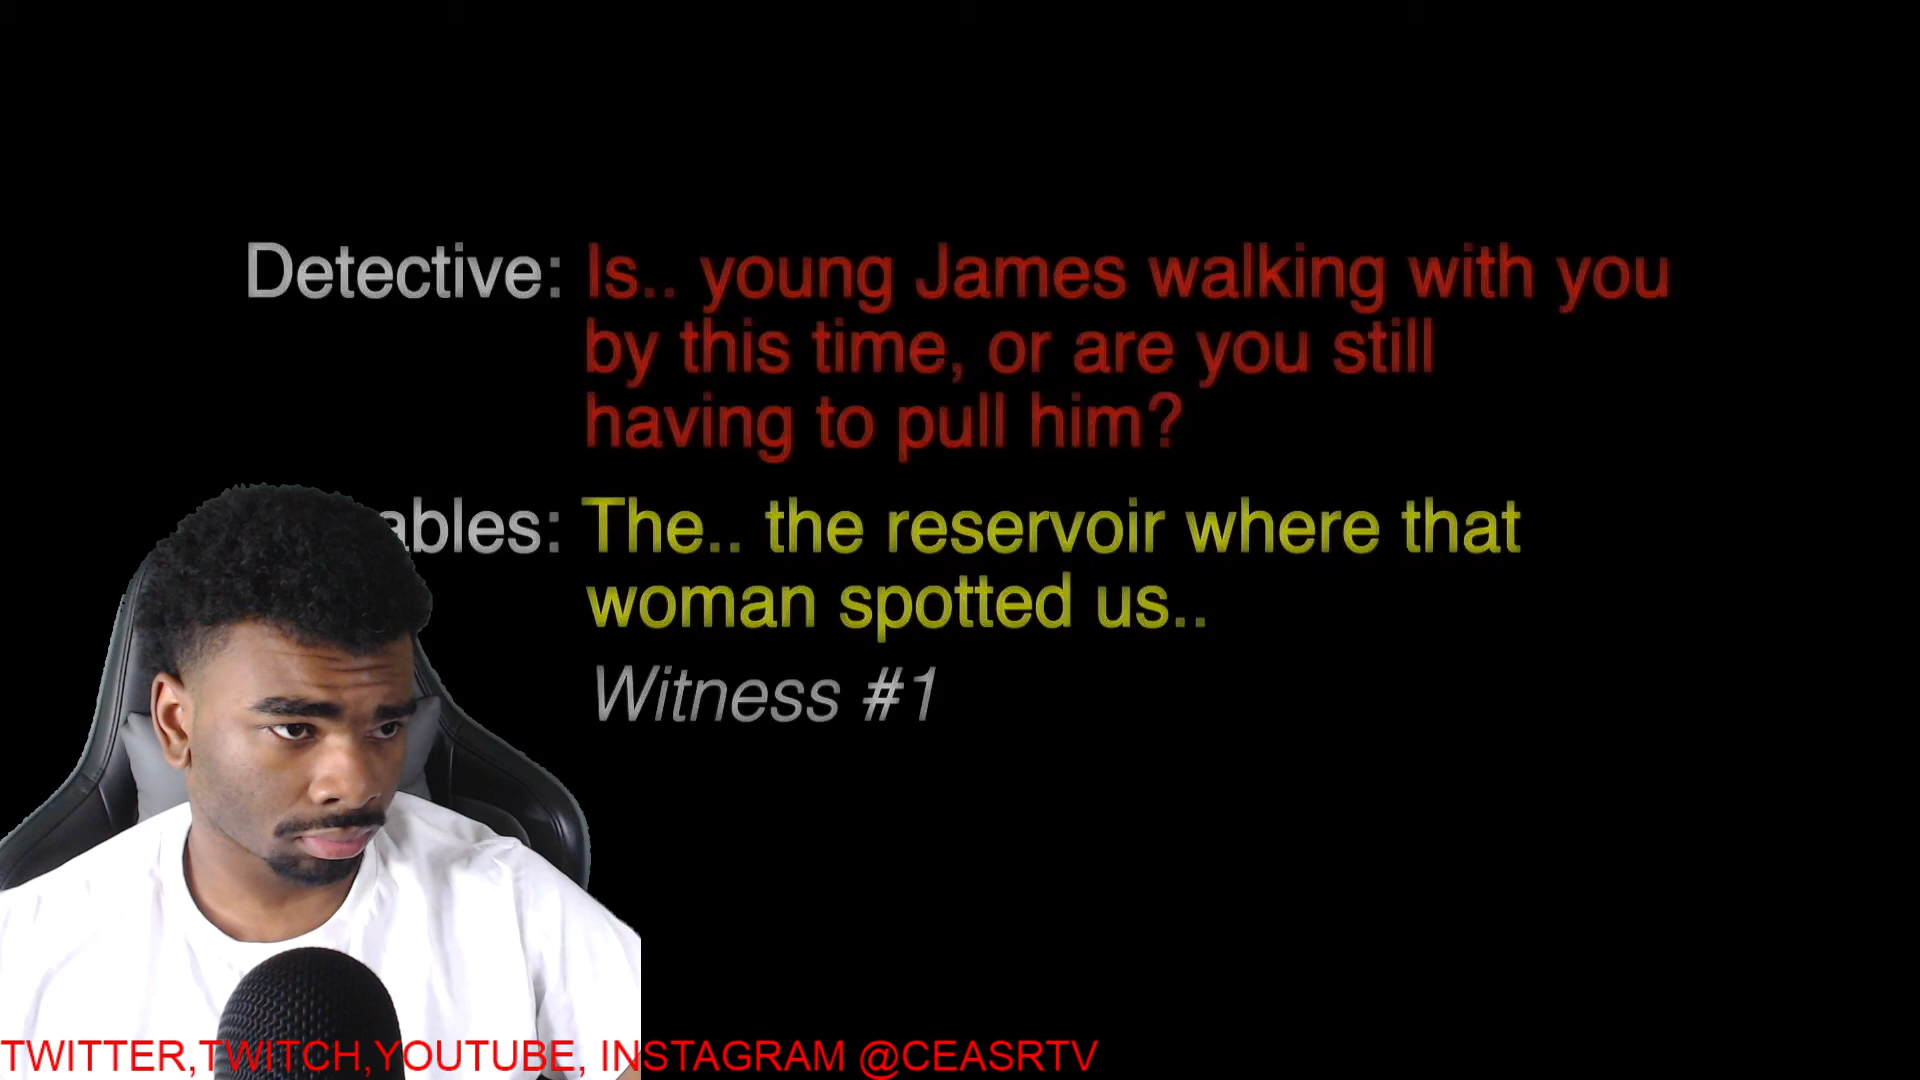 Detective: Is.. young James walking with you
by this time, or are you still
having to pull him?
ables: The.. the reservoir where that
woman spotted us..
Witness #1
TWITTER,TWITCH,YOUTUBE, INSTAGRAM @CEASRTV